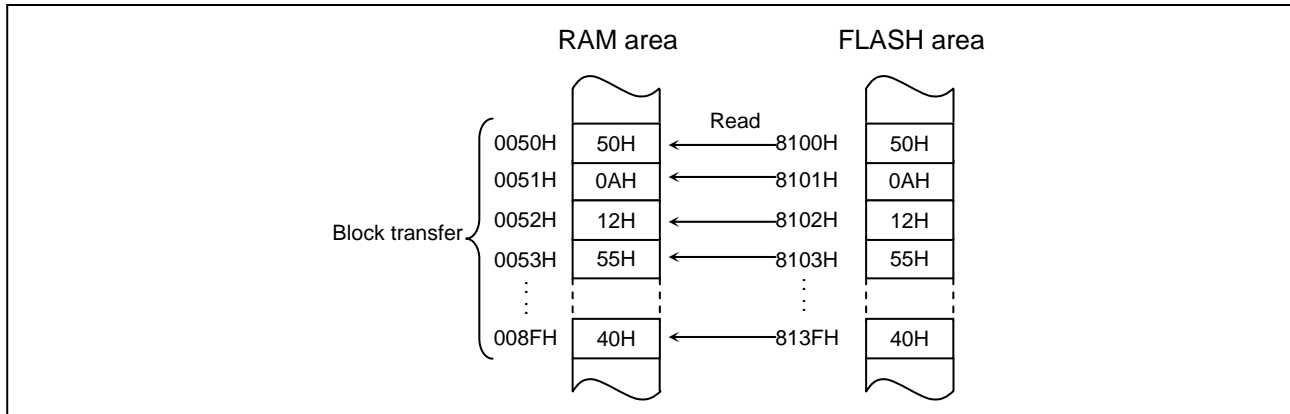 RAM area FLASH area
Read
0050H 50H 8100H 50H
0051H 0AH 8101H 0AH
0052H 12H 8102H 12H
Block transfer
0053H 55H 8103H 55H
008FH 40H 813FH 40H